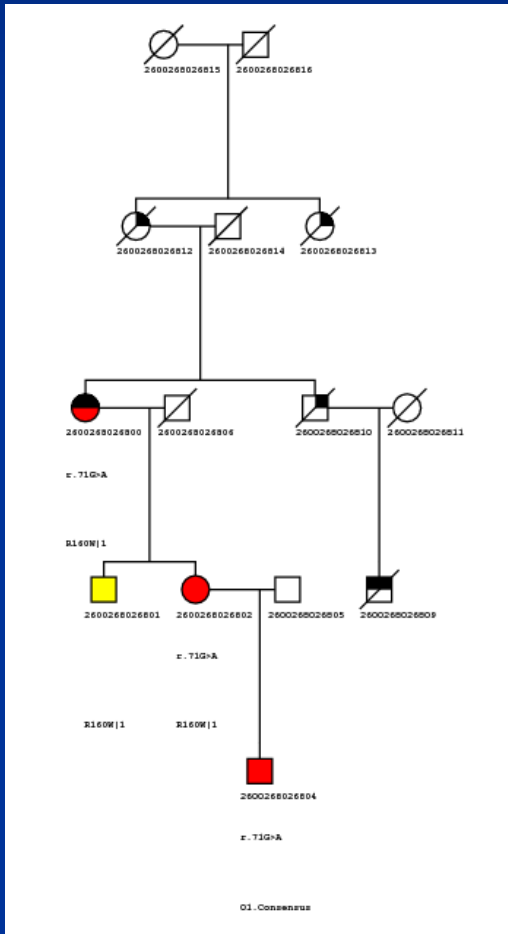 2600268026815 2600268026816
2600268026812 2600268026814 2600268026813
2600268026800 2600268026806 2600268026810 2600268026811
r.71G>A
R160W|1
2600268026801 2600268026802 2600268026805 2600268026809
r.71G>A
R160W|1 R160W|1
2600268026804
r.71G>A
01.Consensus